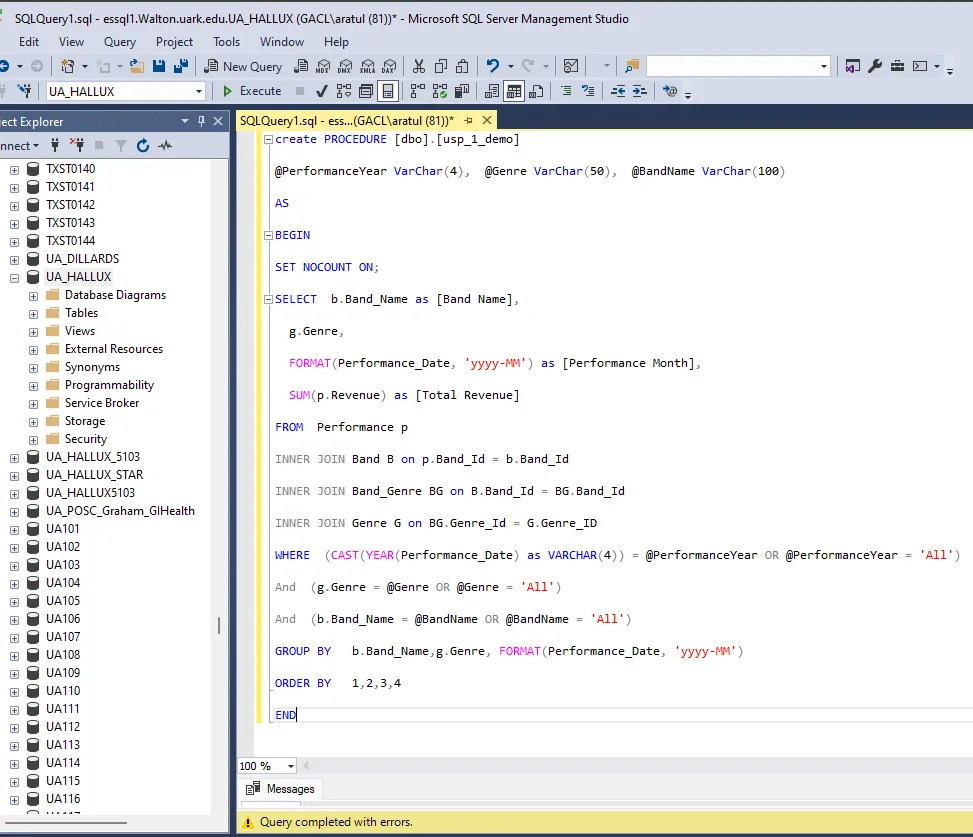 SQLQuery1.sql - essql1.Walton.uark.edu.UA_HALLUX (GACL\aratul (81))* - Microsoft SQL Server Management Studio
Edit View Query Project Tools Window Help
New Query MDX DMX XMLA DAX
UA_HALLUX Execute
ect Explorer
nnect
TXST0140
TXST0141
TXST0142
TXST0143
TXST0144
UA_DILLARDS
UA_HALLUX
Database Diagrams
Tables
Views
External Resources
Synonyms
Programmability
Service Broker
Storage
Security
UA_HALLUX_5103
UA_HALLUX_STAR
UA_HALLUX5103
UA_POSC_Graham_GIHealth
UA101
UA102
UA103
UA104
UA105
UA106
UA107
UA108
UA109
UA110
UA111
UA112
UA113
UA114
UA115
UA116
SQLQuery1.sql - ess...(GACL\aratul (81))*
create PROCEDURE [dbo].[usp_1_demo]
@PerformanceYear VarChar(4), @Genre VarChar(50), @BandName VarChar(100)
AS
BEGIN
SET NOCOUNT ON;
SELECT b.Band_Name as [Band Name],
g.Genre,
FORMAT(Performance_Date, 'yyyy-MM') as [Performance Month],
SUM(p.Revenue) as [Total Revenue]
FROM Performance p
INNER JOIN Band B on p.Band_Id = b.Band_Id
INNER JOIN Band_Genre BG on B.Band_Id = BG.Band_Id
INNER JOIN Genre G on BG.Genre_Id = G.Genre_ID
WHERE (CAST(YEAR(Performance_Date) as VARCHAR(4)) = @PerformanceYear OR @PerformanceYear = 'All')
And (g.Genre = @Genre OR @Genre = 'All')
And (b.Band_Name = @BandName OR @BandName = 'All')
GROUP BY b.Band_Name,g.Genre, FORMAT(Performance_Date, 'yyyy-MM')
ORDER BY 1,2,3,4
END
100 %
Messages
Query completed with errors.